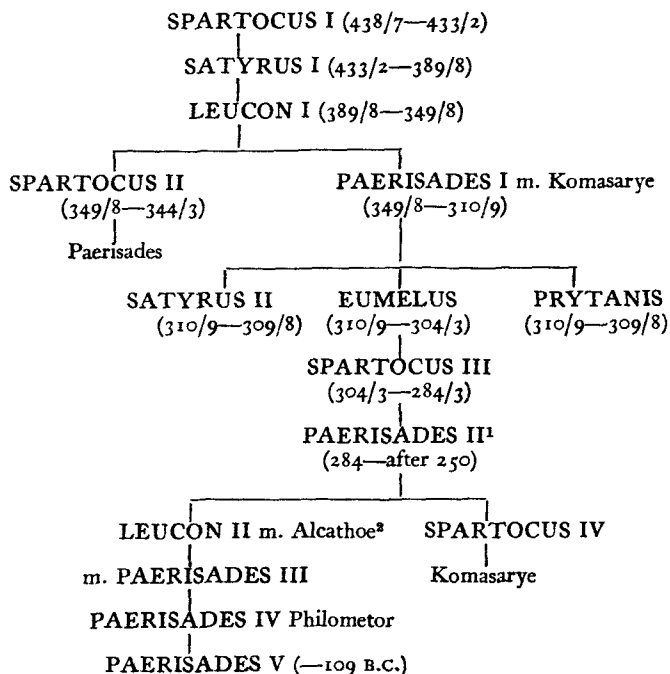 SPARTOCUS I (438/7—433/2)
SATYRUS I (433/2—389/8)
LEUCON I (389/8—349/8)
SPARTOCUS II PAERISADES I m. Komasarye
(349/8—344/3) (349/8—310/9)
Paerisades
SATYRUS II EUMELUS PRYTANIS
(310/9—309/8) (310/9—304/3) (310/9—309/8)
SPARTOCUS III
(304/3—284/3)
PAERISADES II¹
(284—after 250)
LEUCON II m. Alcathoe² SPARTOCUS IV
m. PAERISADES III Komasarye
PAERISADES IV Philometor
PAERISADES V (—109 B.C.)